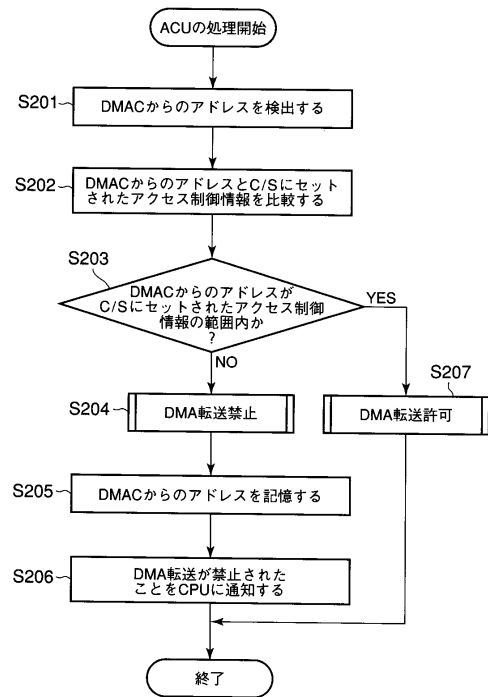 ACUの処理開始
S201
DMACからのアドレスを検出する
S202
DMACからのアドレスとC/Sにセット
されたアクセス制御情報を比較する
S203
DMACからのアドレスが
C/Sにセットされたアクセス制御
情報の範囲内か
?
YES
NO
S204
DMA転送禁止
S207
DMA転送許可
S205
DMACからのアドレスを記憶する
S206
DMA転送が禁止された
ことをCPUに通知する
終了